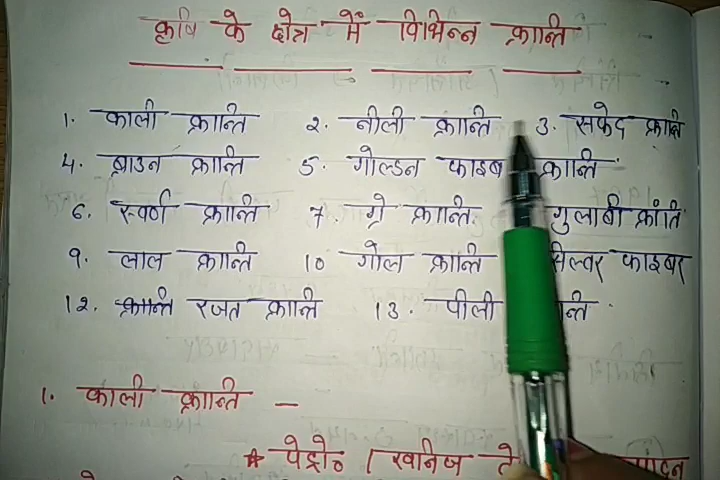 कृषि के क्षेत्र में विभिन्न क्रान्ति
1. काली क्रान्ति 2. नीली क्रान्ति 3. सफेद क्रान्ति
4. ब्राउन क्रान्ति 5. गोल्डन फाइबर क्रान्ति
6. स्वर्ण क्रान्ति 7. ग्रे क्रान्ति गुलाबी क्रांति
9. लाल क्रान्ति 10 गोल क्रान्ति सिल्वर फाइबर
12. क्रान्ति रजत क्रान्ति 13. पीली
1. काली क्रान्ति –
* पेट्रो० (खनिज